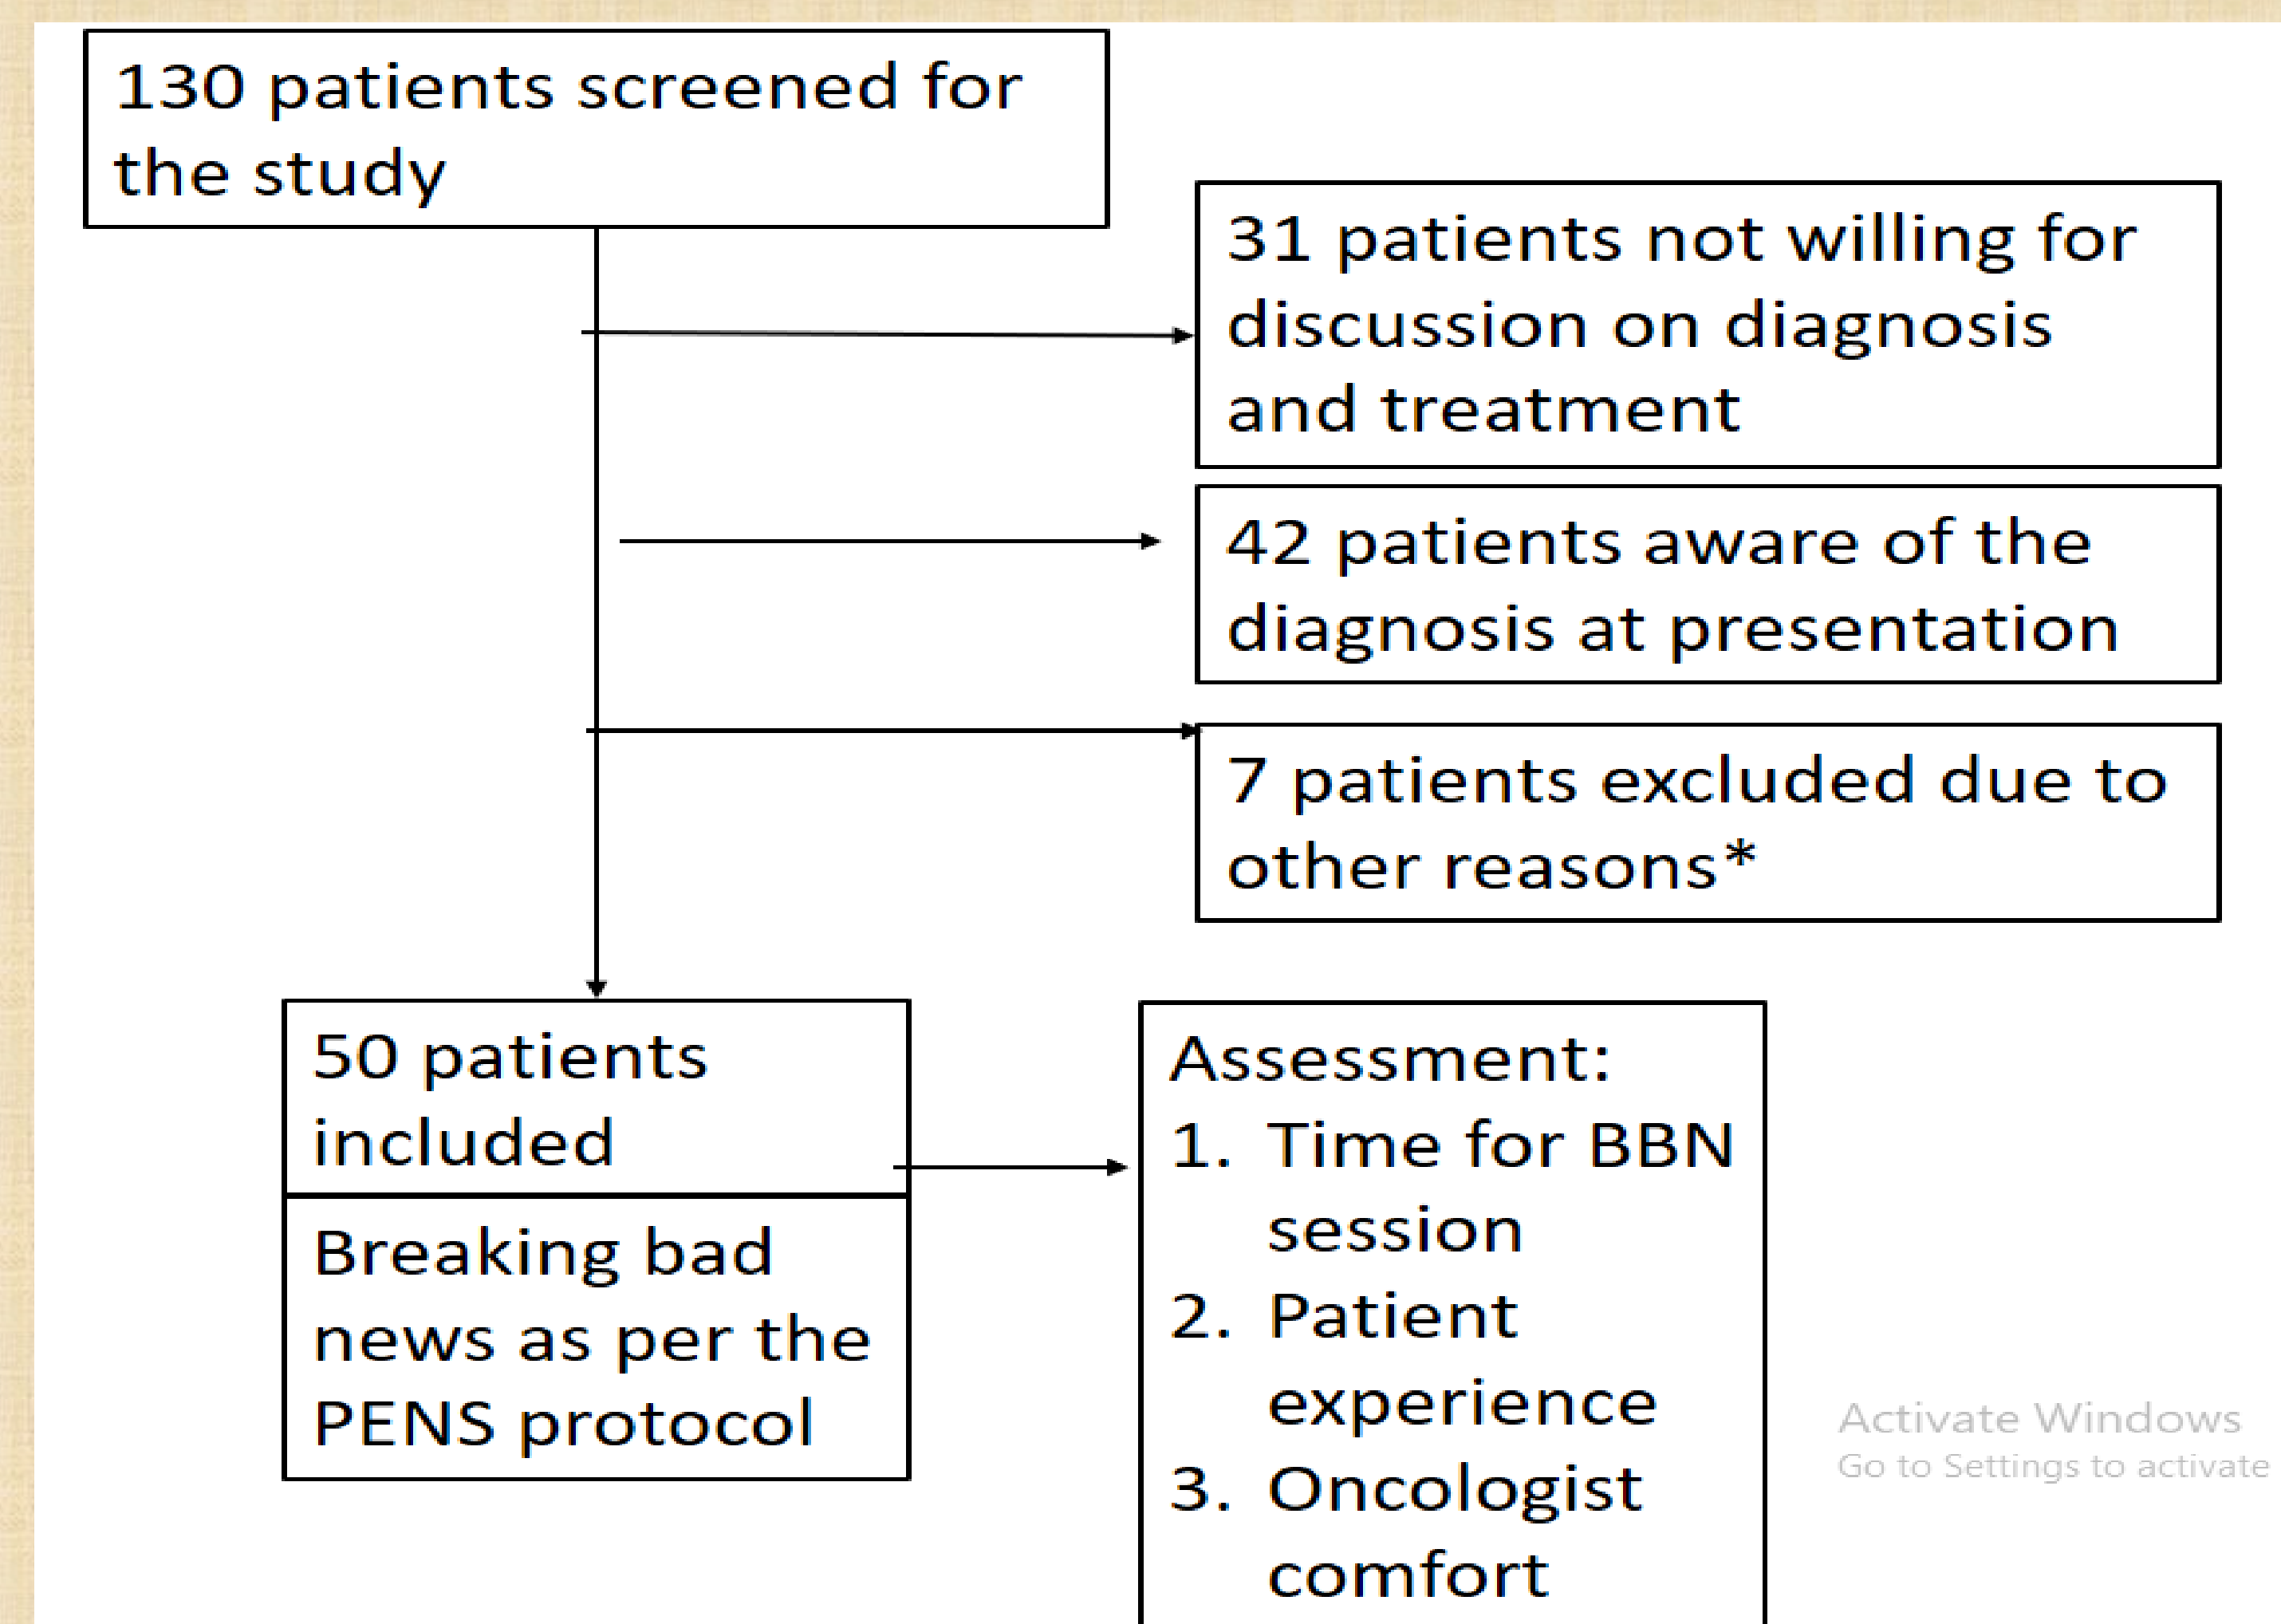 130 patients screened for
the study
31 patients not willing for
discussion on diagnosis
and treatment
42 patients aware of the
diagnosis at presentation
7 patients excluded due to
other reasons*
50 patients
included
Breaking bad
news as per the
PENS protocol
Assessment:
1. Time for BBN
session
2. Patient
experience
3. Oncologist
comfort
Activate Windows
Go to Settings to activate